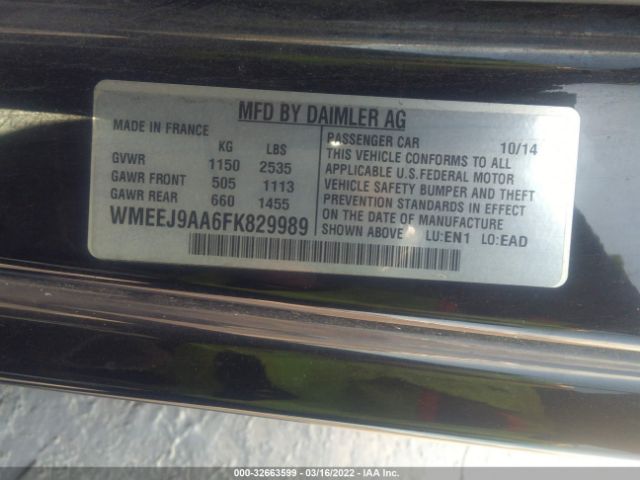 MFD BY DAIMLER AG
MADE IN FRANCE
KG LBS
GVWR 1150 2535
GAWR FRONT 505 1113
GAWR REAR 660 1455
WMEEJ9AA6FK829989
PASSENGER CAR 10/14
THIS VEHICLE CONFORMS TO ALL
APPLICABLE U.S.FEDERAL MOTOR
VEHICLE SAFETY BUMPER AND THEFT
PREVENTION STANDARDS IN EFFECT
ON THE DATE OF MANUFACTURE
SHOWN ABOVE LU:EN1 LO:EAD
000-32663599 - 03/16/2022 - IAA Inc.